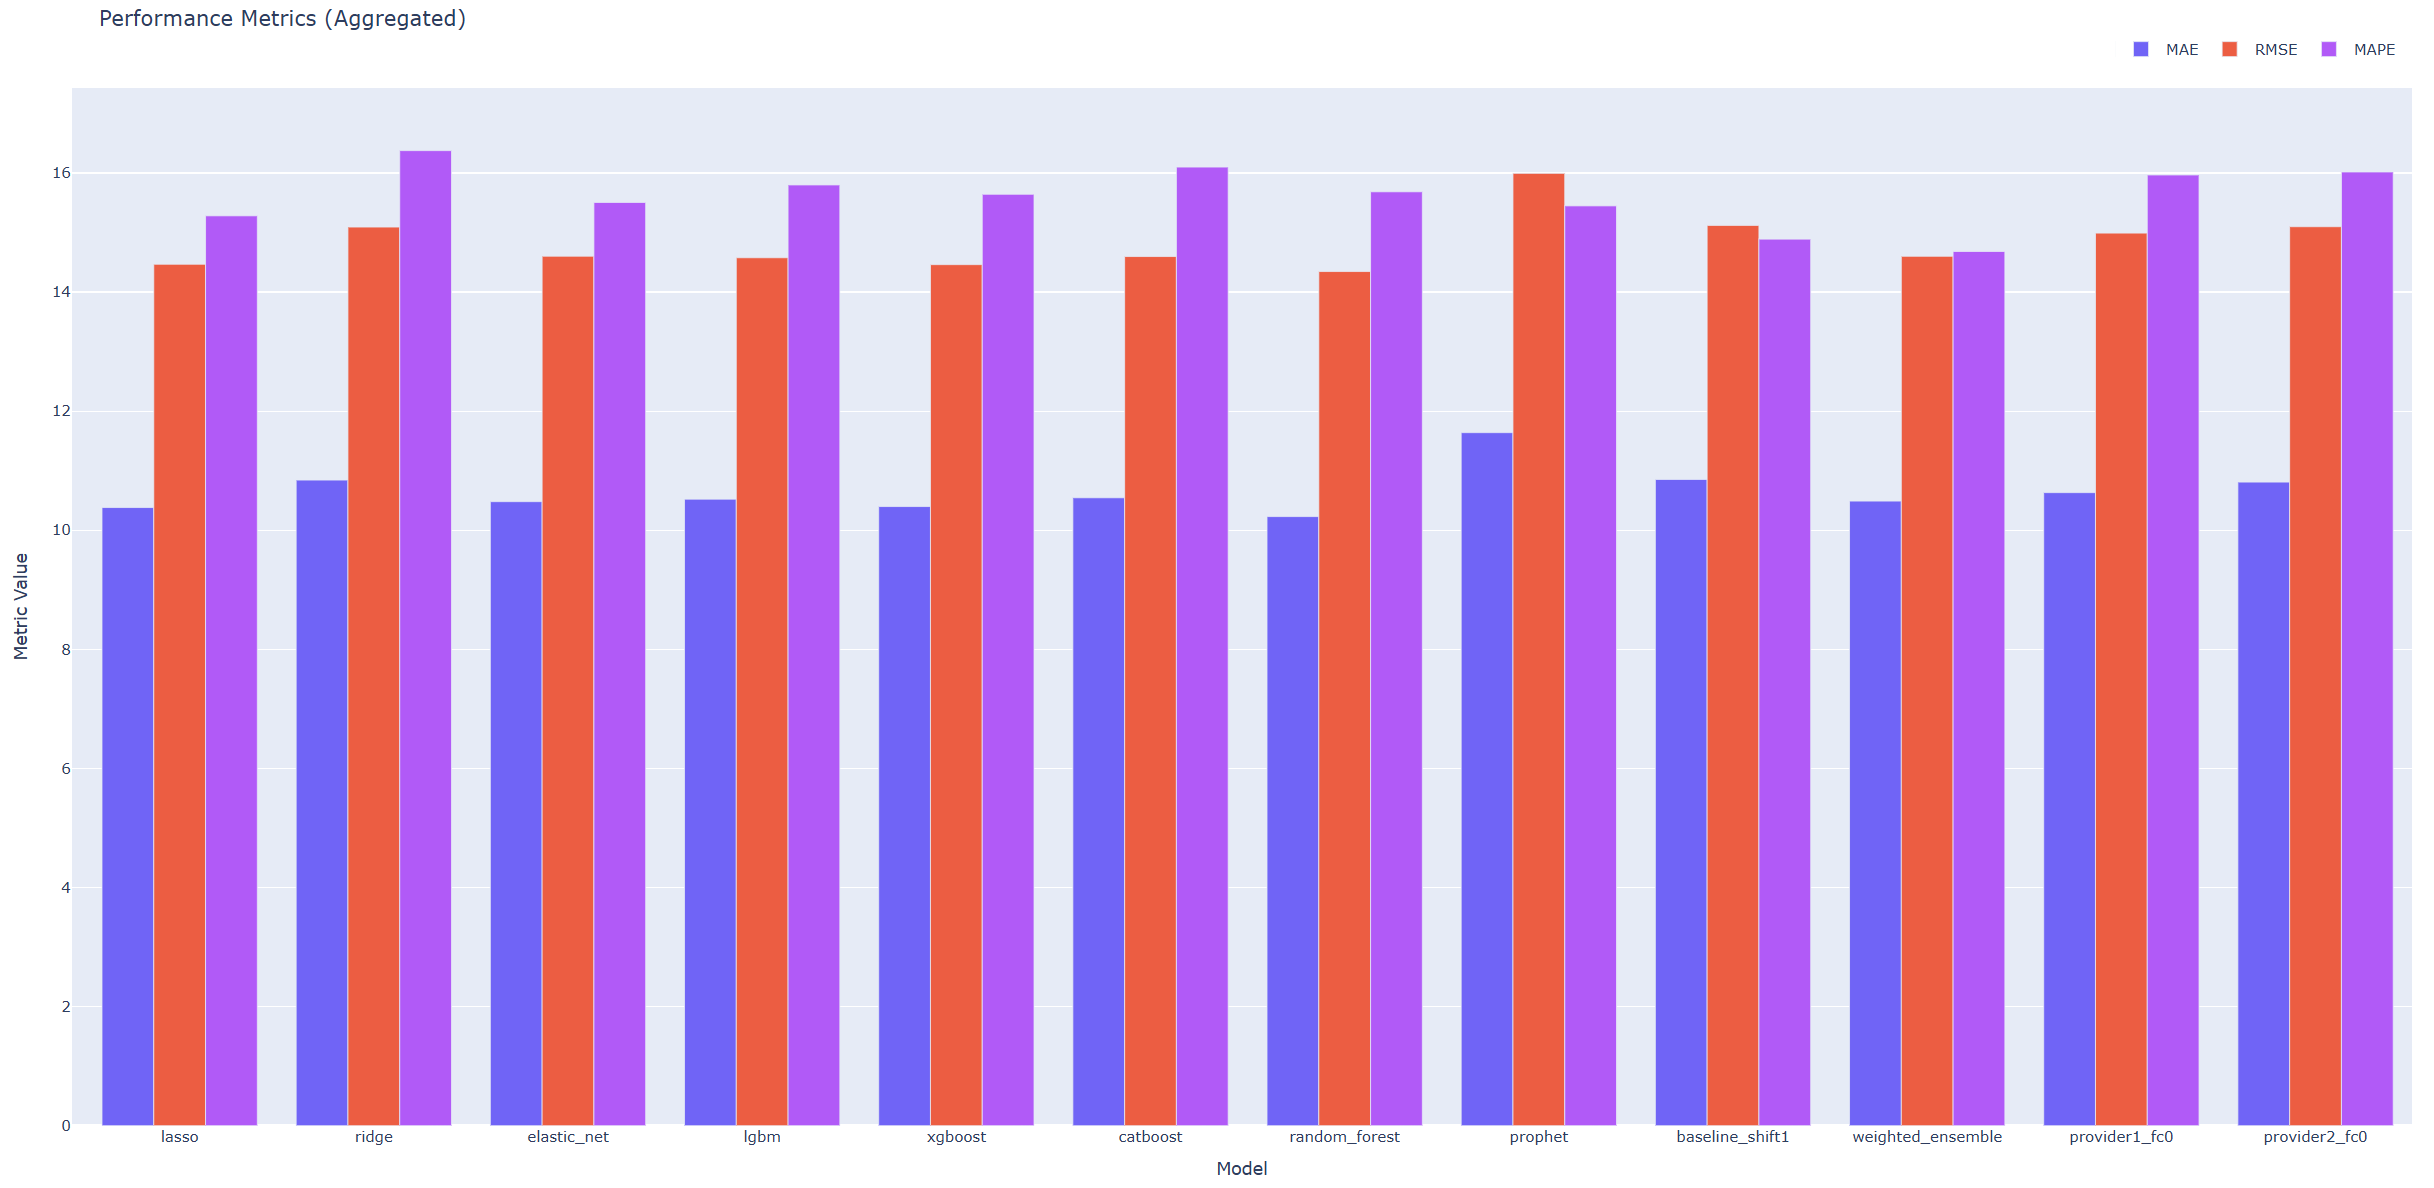 Performance Metrics (Aggregated)
MAE RMSE MAPE
16
14
12
10
8
6
4
2
0
Metric Value
lasso ridge elastic_net lgbm xgboost catboost random_forest prophet baseline_shift1 weighted_ensemble provider1_fc0 provider2_fc0
Model